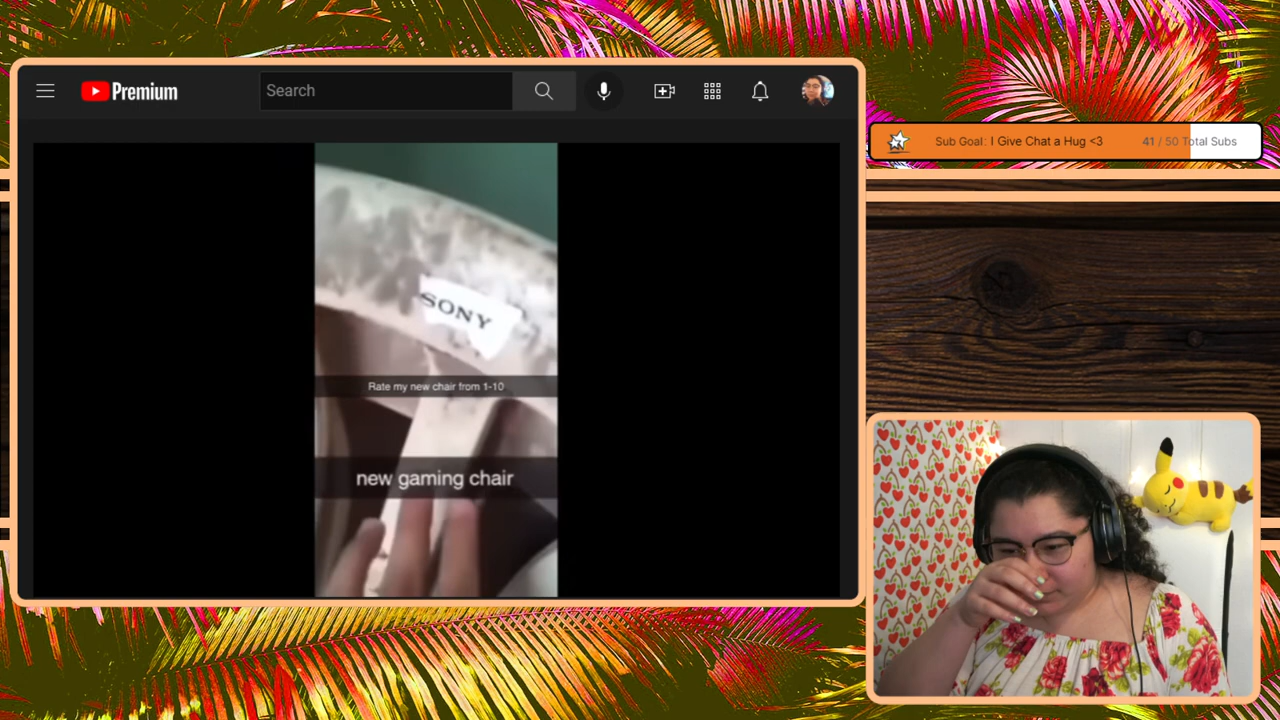 Premium
Search
Sub Goal: I Give Chat a Hug <3
41 / 50 Total Subs
SONY
Rate my new chair from 1-10
new gaming chair